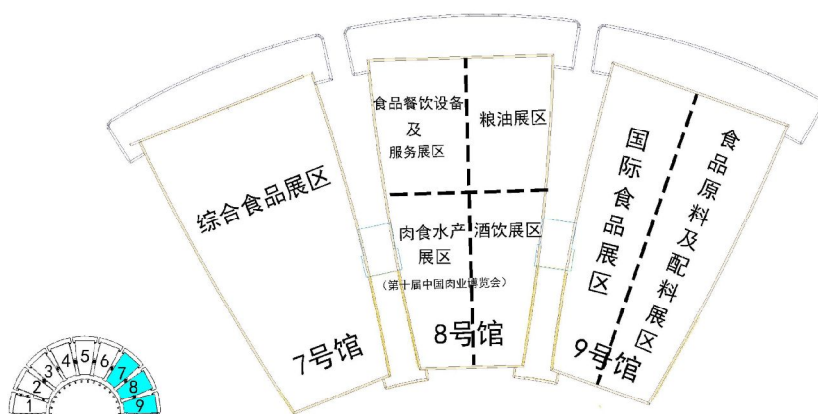 综合食品展区
7号馆
食品餐饮设备
及
服务展区
粮油展区
肉食水产
展区
(第十届中国肉业博览会)
酒饮展区
8号馆
国际食品展区
食品原料及配料展区
9号馆
1
2
3
4
5
6
7
8
9